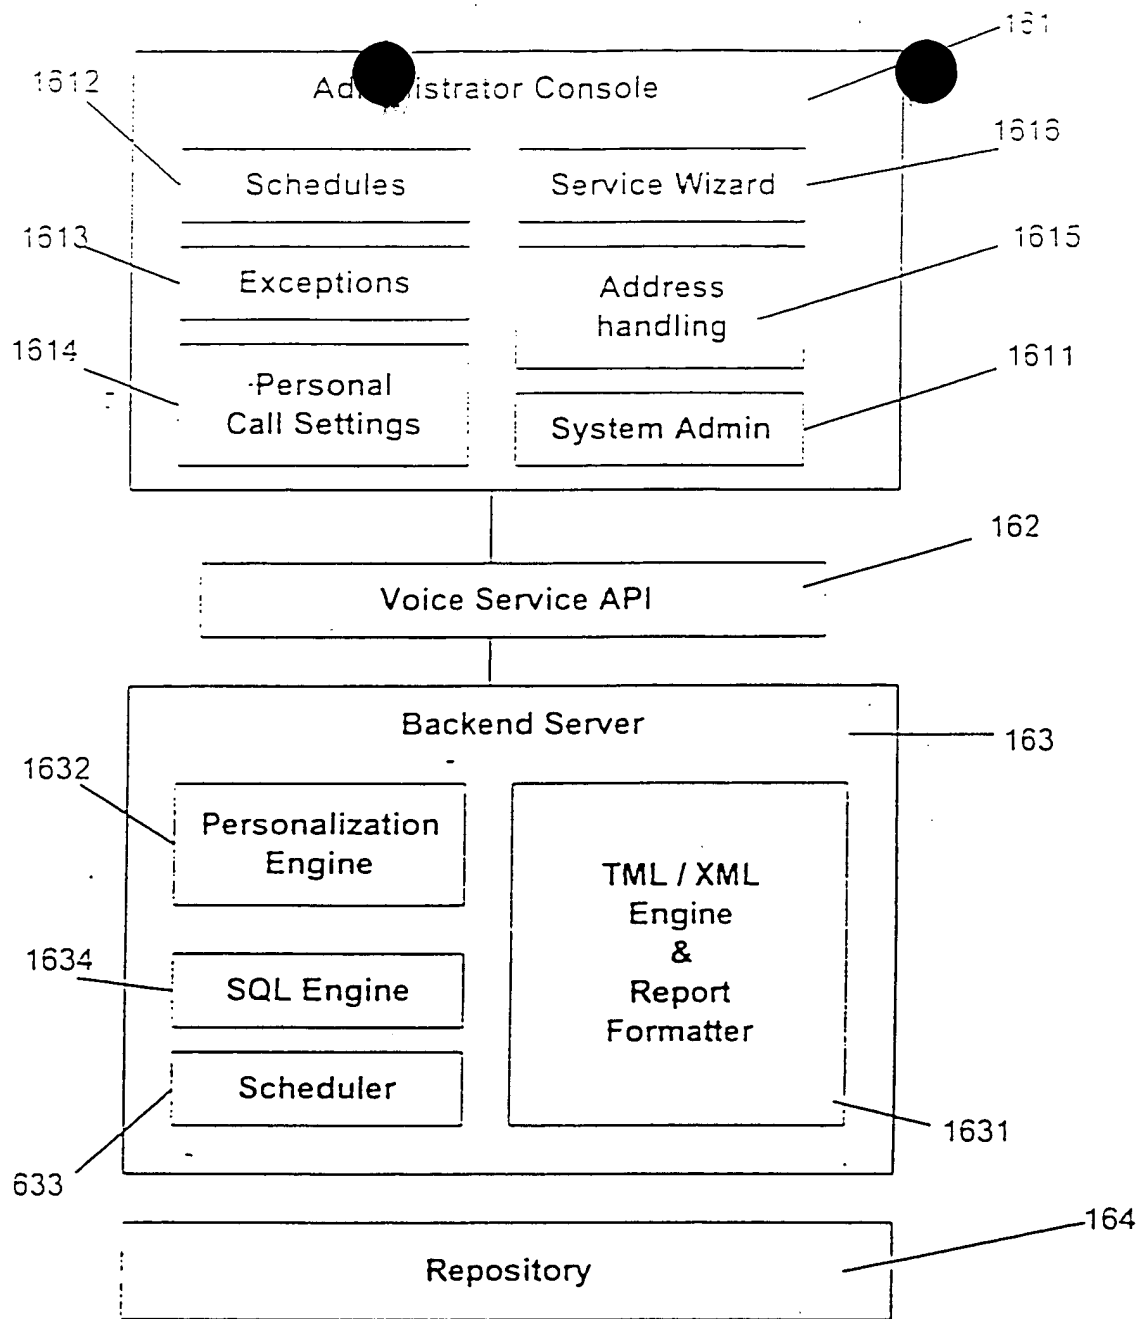 161
1612
Ad istrator Console
1616
Schedules
Service Wizard
1613
1615
Exceptions
Address
handling
1614
1611
Personal
Call Settings
System Admin
162
Voice Service API
Backend Server
163
1632
Personalization
Engine
TML / XML
Engine
&
Report
Formatter
1634
SQL Engine
Scheduler
1631
633
164
Repository